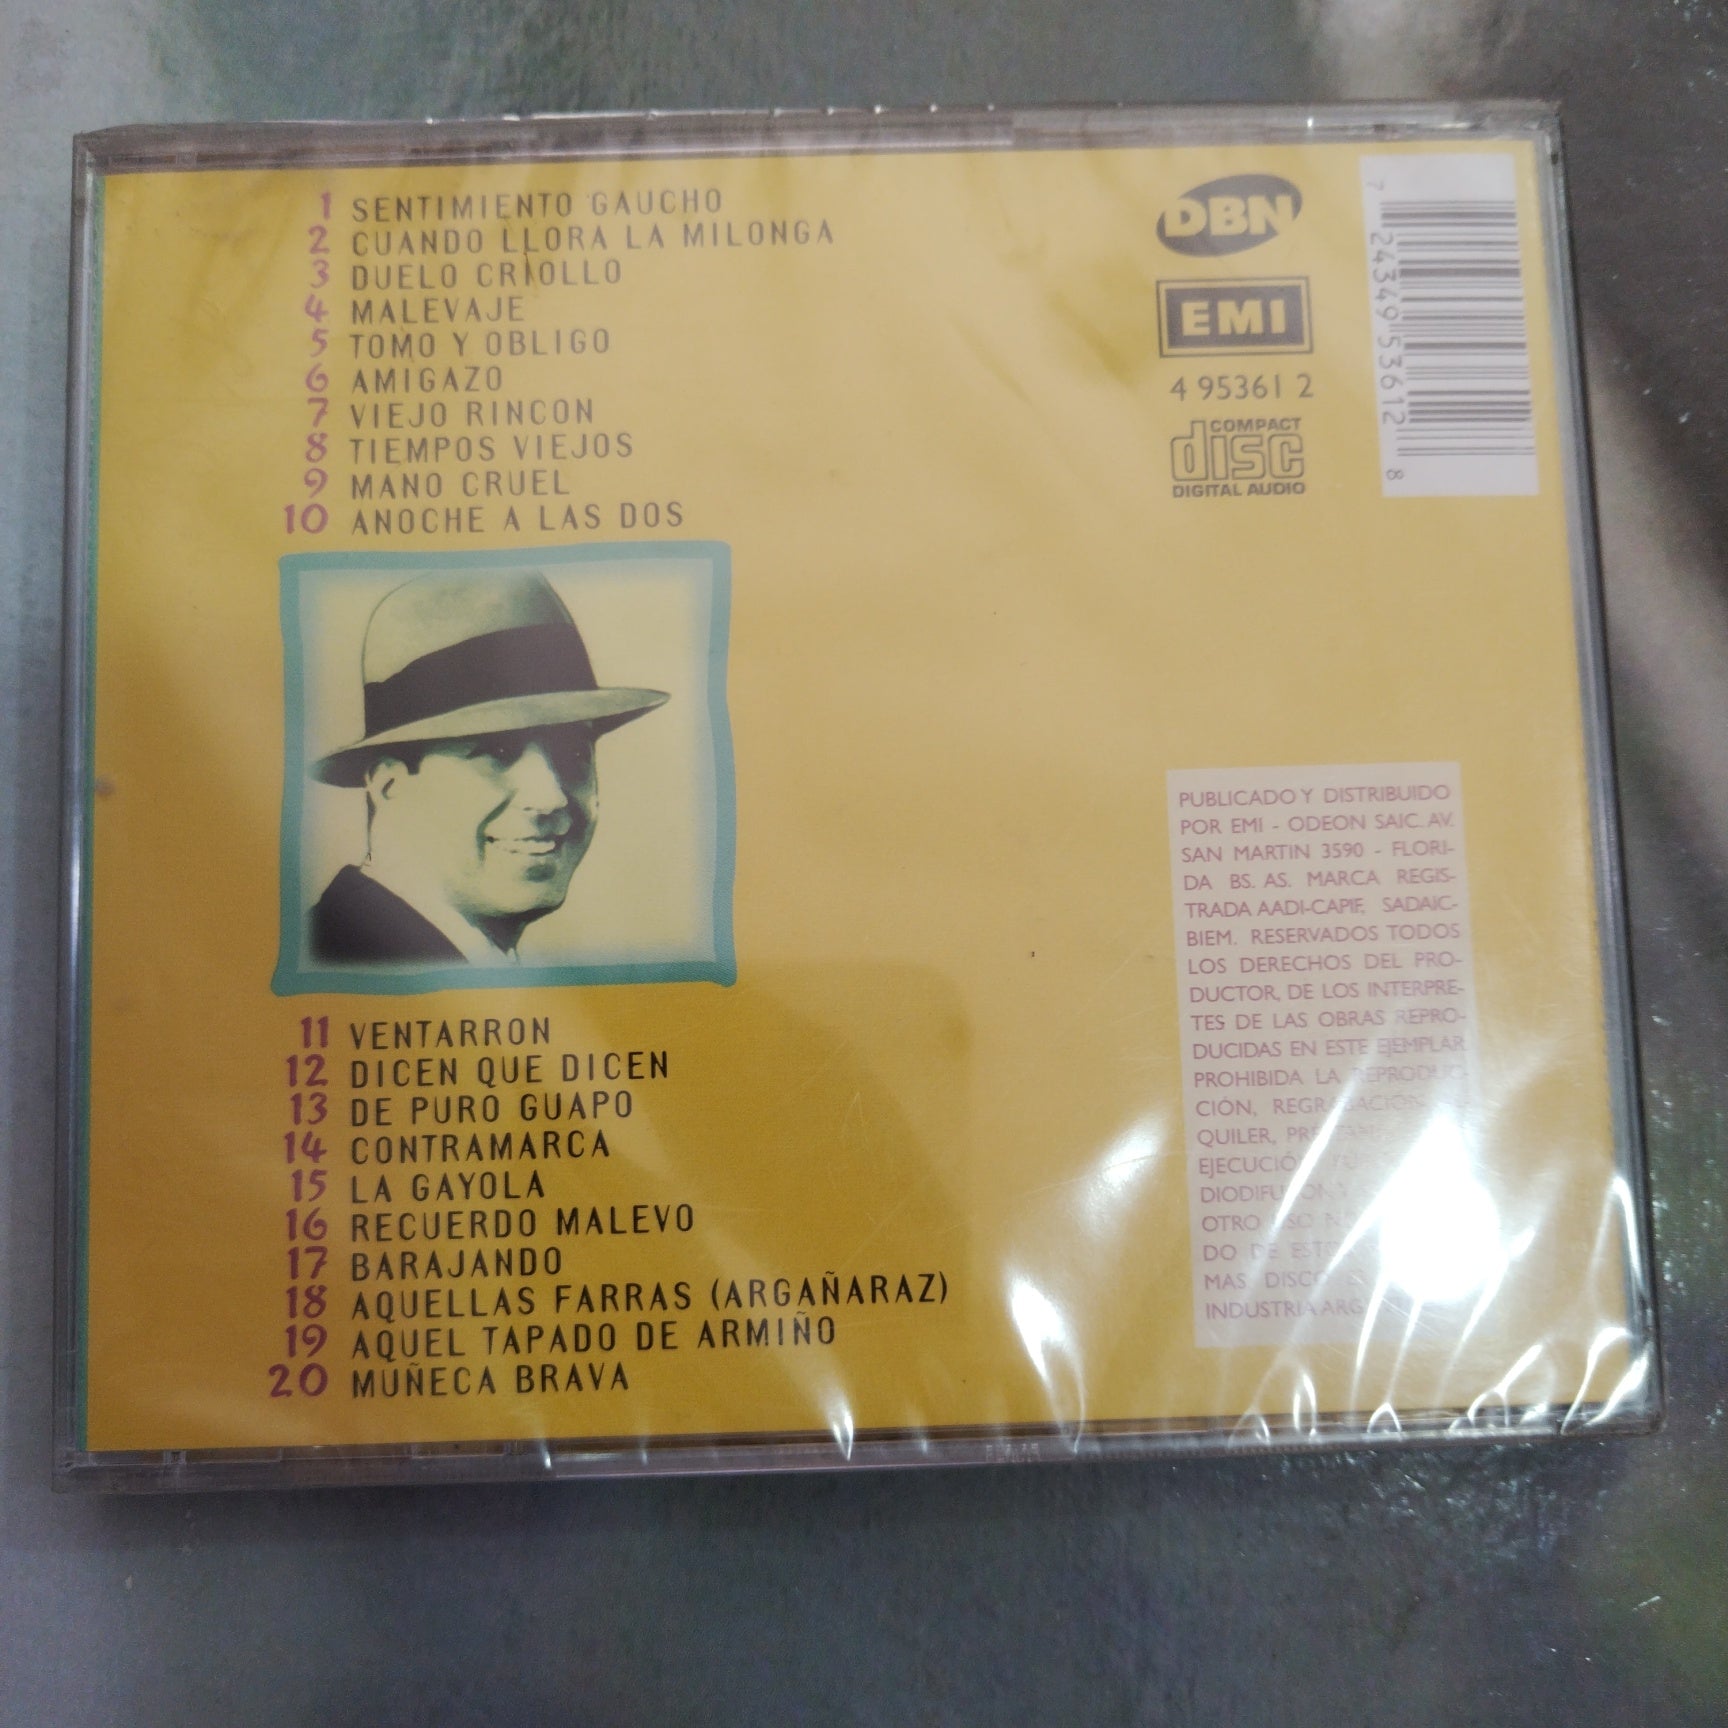 1 SENTIMIENTO GAUCHO
2 CUANDO LLORA LA MILONGA
3 DUELO CRIOLLO
4 MALEVAJE
5 TOMO Y OBLIGO
6 AMIGAZO
7 VIEJO RINCON
8 TIEMPOS VIEJOS
9 MANO CRUEL
10 ANOCHE A LAS DOS
11 VENTARRON
12 DICEN QUE DICEN
13 DE PURO GUAPO
14 CONTRAMARCA
15 LA GAYOLA
16 RECUERDO MALEVO
17 BARAJANDO
18 AQUELLAS FARRAS (ARGAÑARAZ)
19 AQUEL TAPADO DE ARMIÑO
20 MUÑECA BRAVA
DBN
EMI
4 95361 2
COMPACT
disc
DIGITAL AUDIO
7 24349 53612 8
PUBLICADO Y DISTRIBUIDO
POR EMI - ODEON SAIC. AV.
SAN MARTIN 3590 - FLORI-
DA BS. AS. MARCA REGIS-
TRADA AADI-CAPIF, SADAIC-
BIEM. RESERVADOS TODOS
LOS DERECHOS DEL PRO-
DUCTOR, DE LOS INTERPRE-
TES DE LAS OBRAS REPRO-
DUCIDAS EN ESTE EJEMPLAR
PROHIBIDA LA REPRODUC-
CIÓN,
QUILER,
OTRO
DO DE
MAS DISCO
INDUSTRIA ARG